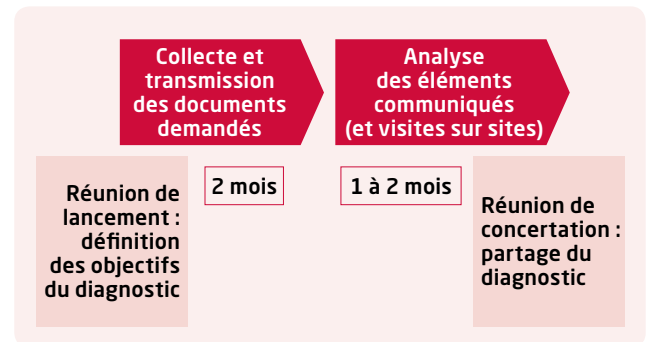 Collecte et
transmission
des documents
demandés
Analyse
des éléments
communiqués
(et visites sur sites)
Réunion de
lancement :
définition
des objectifs
du diagnostic
2 mois
1 à 2 mois
Réunion de
concertation :
partage du
diagnostic